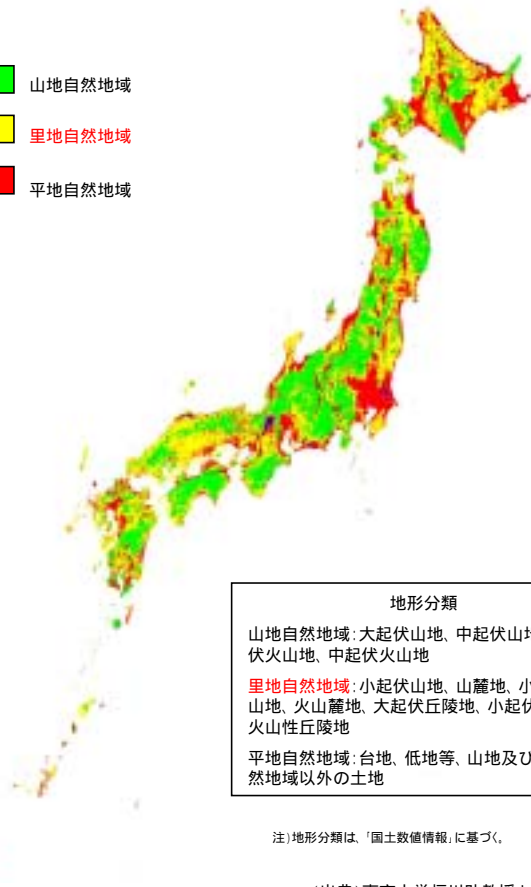 山地自然地域
里地自然地域
平地自然地域
地形分類
山地自然地域:大起伏山地、中起伏山
伏火山地、中起伏火山地
里地自然地域:小起伏山地、山麓地、小
山地、火山麓地、大起伏丘陵地、小起伏
火山性丘陵地
平地自然地域:台地、低地等、山地及び
然地域以外の土地
注)地形分類は、「国土数値情報」に基づく。